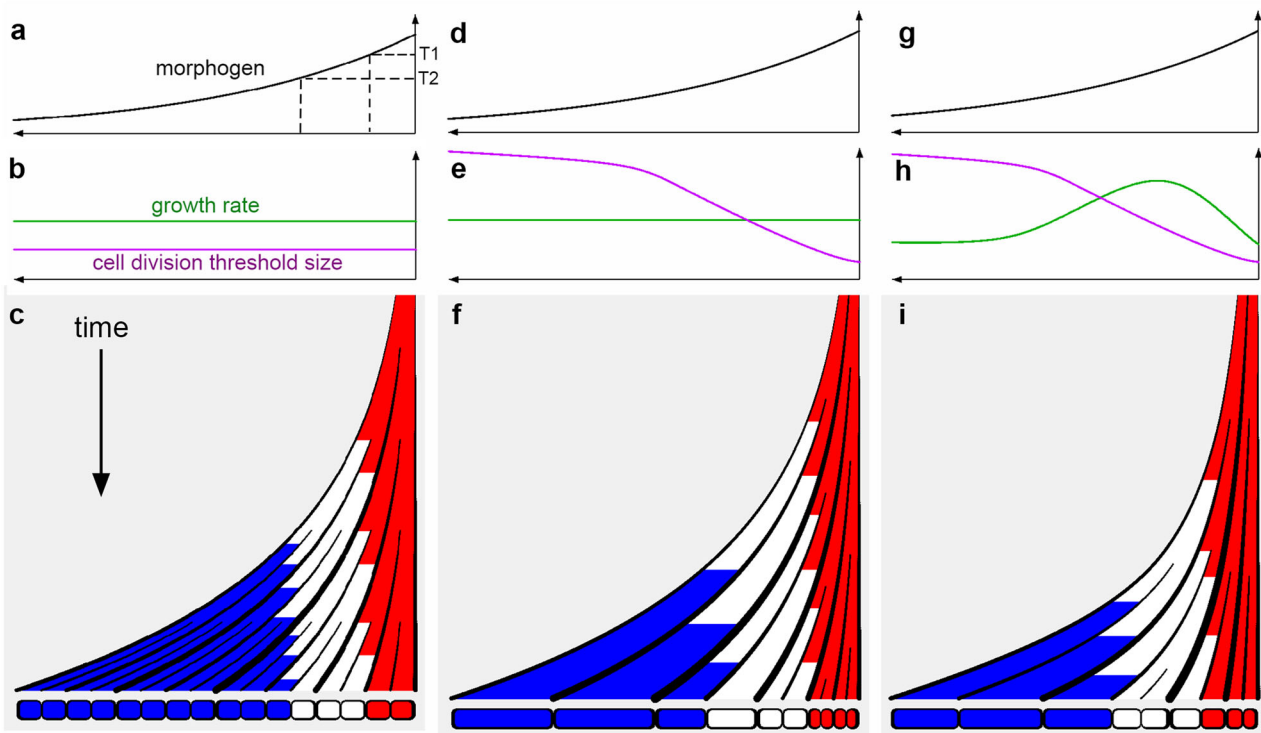 a
d
g
morphogen
T1
T2
b
e
h
growth rate
cell division threshold size
c
f
i
time